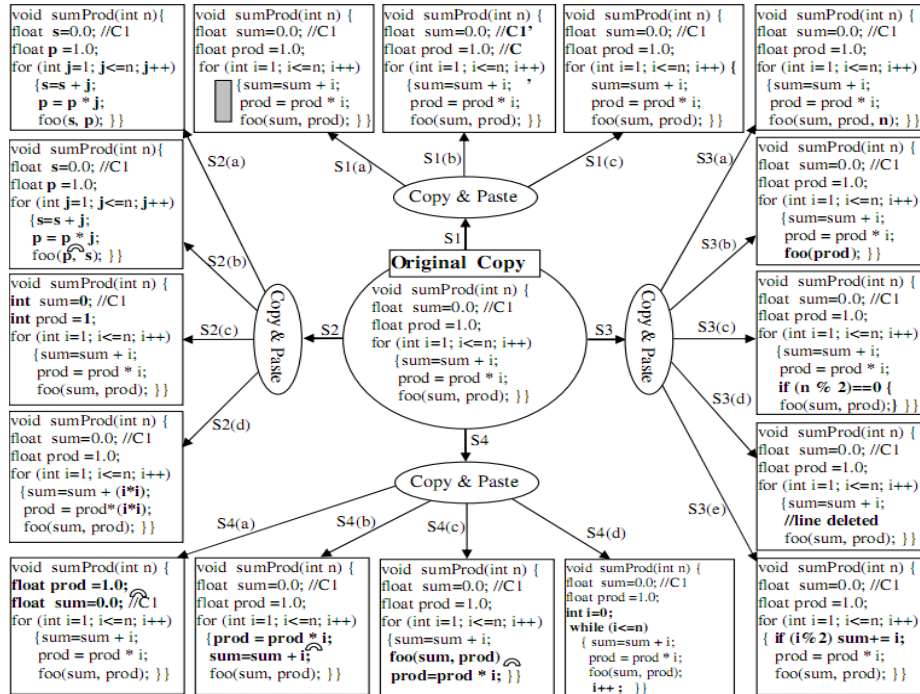 void sumProd(int n){
float s=0.0; //C1
float p =1.0;
for (int j=1; j<=n; j++)
{s=s + j;
p = p * j;
foo(s, p); }}
void sumProd(int n) {
float sum=0.0; //C1
float prod =1.0;
for (int i=1; i<=n; i++)
{sum=sum + i;
prod = prod * i;
foo(sum, prod); }}
void sumProd(int n) {
float sum=0.0; //C1'
float prod =1.0; //C
for (int i=1; i<=n; i++)
{sum=sum + i; '
prod = prod * i;
foo(sum, prod); }}
void sumProd(int n) {
float sum=0.0; //C1
float prod =1.0;
for (int i=1; i<=n; i++) {
sum=sum + i;
prod = prod * i;
foo(sum, prod); }}
void sumProd(int n) {
float sum=0.0; //C1
float prod =1.0;
for (int i=1; i<=n; i++)
{sum=sum + i;
prod = prod * i;
foo(sum, prod, n); }}
S2(a)
S1(a)
S1(b)
S1(c)
S3(a)
Copy & Paste
S1
void sumProd(int n){
float s=0.0; //C1
float p =1.0;
for (int j=1; j<=n; j++)
{s=s + j;
p = p * j;
foo(p, s); }}
S2(b)
void sumProd(int n) {
float sum=0.0; //C1
float prod =1.0;
for (int i=1; i<=n; i++)
{sum=sum + i;
prod = prod * i;
foo(prod); }}
S3(b)
Original Copy
void sumProd(int n) {
float sum=0.0; //C1
float prod =1.0;
for (int i=1; i<=n; i++)
{sum=sum + i;
prod = prod * i;
foo(sum, prod); }}
S2
Copy & Paste
S3
Copy & Paste
void sumProd(int n) {
int sum=0; //C1
int prod =1;
for (int i=1; i<=n; i++)
{sum=sum + i;
prod = prod * i;
foo(sum, prod); }}
S2(c)
void sumProd(int n) {
float sum=0.0; //C1
float prod =1.0;
for (int i=1; i<=n; i++)
{sum=sum + i;
prod = prod * i;
if (n % 2)==0 {
foo(sum, prod);} }}
S3(c)
S2(d)
S3(d)
void sumProd(int n) {
float sum=0.0; //C1
float prod =1.0;
for (int i=1; i<=n; i++)
{sum=sum + (i*i);
prod = prod*(i*i);
foo(sum, prod); }}
S4
Copy & Paste
void sumProd(int n) {
float sum=0.0; //C1
float prod =1.0;
for (int i=1; i<=n; i++)
{sum=sum + i;
//line deleted
foo(sum, prod); }}
S3(e)
S4(a)
S4(b)
S4(c)
S4(d)
void sumProd(int n) {
float prod =1.0;
float sum=0.0; //C1
for (int i=1; i<=n; i++)
{sum=sum + i;
prod = prod * i;
foo(sum, prod); }}
void sumProd(int n) {
float sum=0.0; //C1
float prod =1.0;
for (int i=1; i<=n; i++)
{prod = prod * i;
sum=sum + i;
foo(sum, prod); }}
void sumProd(int n) {
float sum=0.0; //C1
float prod =1.0;
for (int i=1; i<=n; i++)
{sum=sum + i;
foo(sum, prod)
prod=prod * i; }}
void sumProd(int n) {
float sum=0.0; //C1
float prod =1.0;
int i=0;
while (i<=n)
{ sum=sum + i;
prod = prod * i;
foo(sum, prod);
i++ ; }}
void sumProd(int n) {
float sum=0.0; //C1
float prod =1.0;
for (int i=1; i<=n; i++)
{ if (i%2) sum+= i;
prod = prod * i;
foo(sum, prod); }}